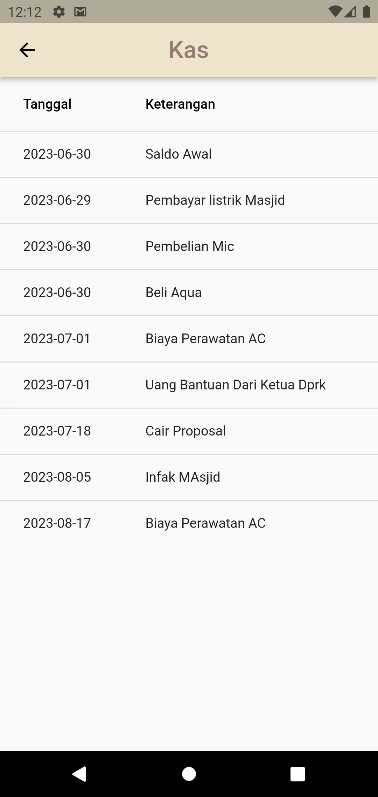 12:12
Kas
Tanggal Keterangan
2023-06-30 Saldo Awal
2023-06-29 Pembayar listrik Masjid
2023-06-30 Pembelian Mic
2023-06-30 Beli Aqua
2023-07-01 Biaya Perawatan AC
2023-07-01 Uang Bantuan Dari Ketua Dprk
2023-07-18 Cair Proposal
2023-08-05 Infak MAsjid
2023-08-17 Biaya Perawatan AC